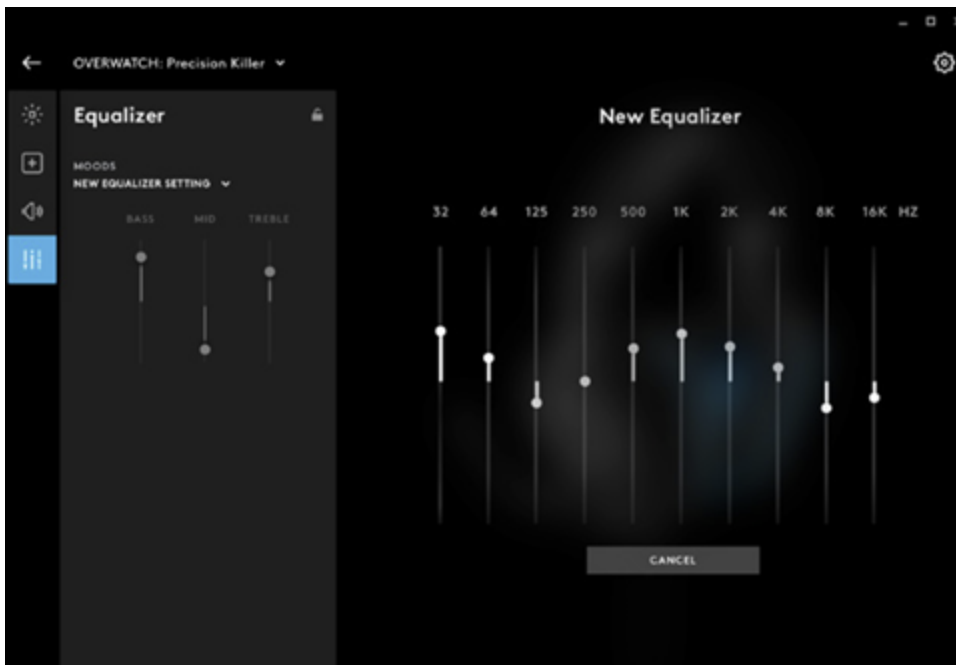 OVERWATCH: Precision Killer
Equalizer
New Equalizer
MOODS
NEW EQUALIZER SETTING
BASS MID TREBLE
32 64 125 250 500 1K 2K 4K 8K 16K HZ
CANCEL